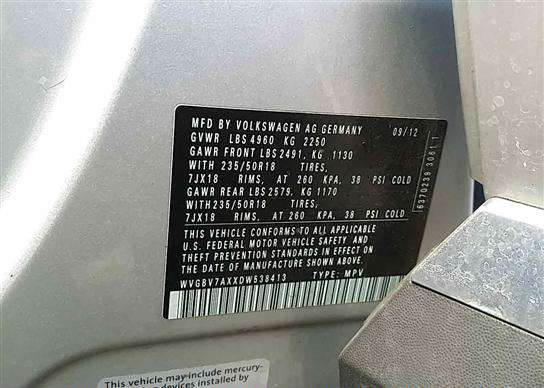 MFD BY VOLKSWAGEN AG GERMANY 09/12
GVWR LBS 4960 KG 2250
GAWR FRONT LBS 2491, KG 1130
WITH 235/50R18 TIRES,
7JX18 RIMS, AT 260 KPA, 38 PSI COLD
GAWR REAR LBS 2579, KG 1170
WITH 235/50R18 TIRES,
7JX18 RIMS, AT 260 KPA, 38 PSI COLD
THIS VEHICLE CONFORMS TO ALL APPLICABLE
U.S. FEDERAL MOTOR VEHICLE SAFETY AND
THEFT PREVENTION STANDARDS IN EFFECT ON
THE DATE OF MANUFACTURE SHOWN ABOVE.
WVGBV7AXXDW538413 TYPE: MPV
6370239
This vehicle may include mercury-
devices installed by